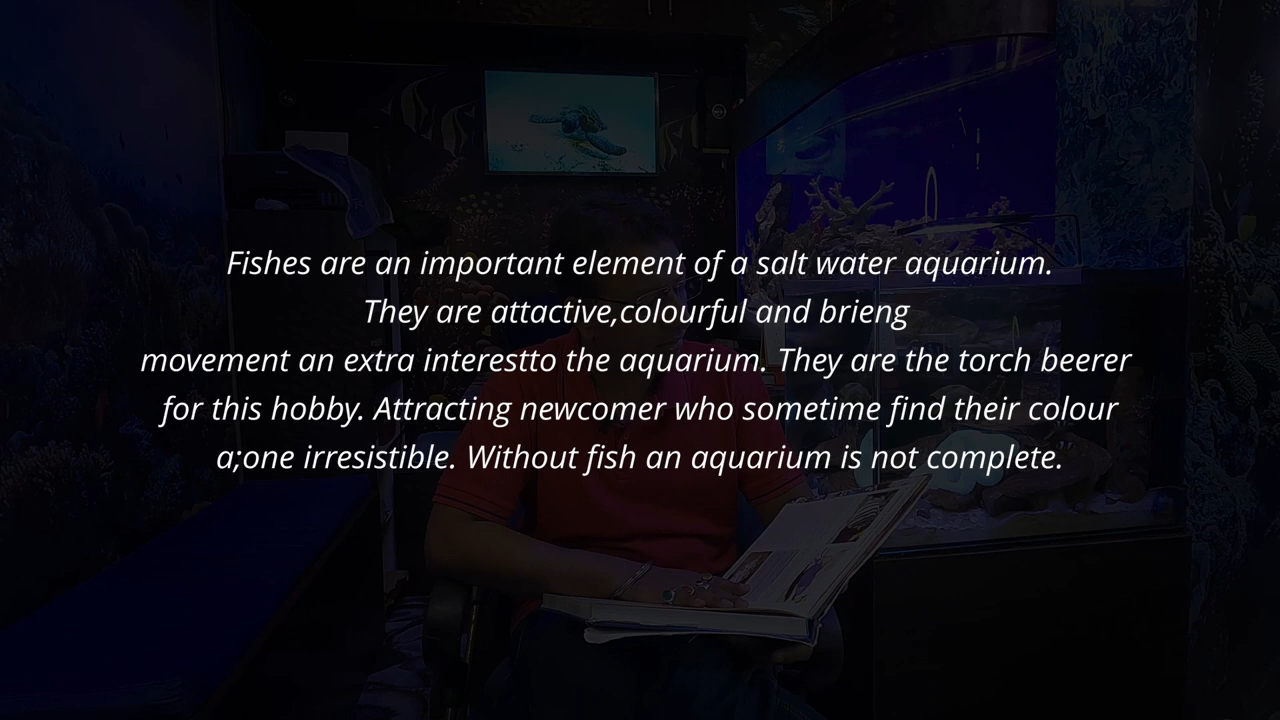 Fishes are an important element of a salt water aquarium.
They are attactive,colourful and brieng
movement an extra interestto the aquarium. They are the torch beerer
for this hobby. Attracting newcomer who sometime find their colour
a;one irresistible. Without fish an aquarium is not complete.